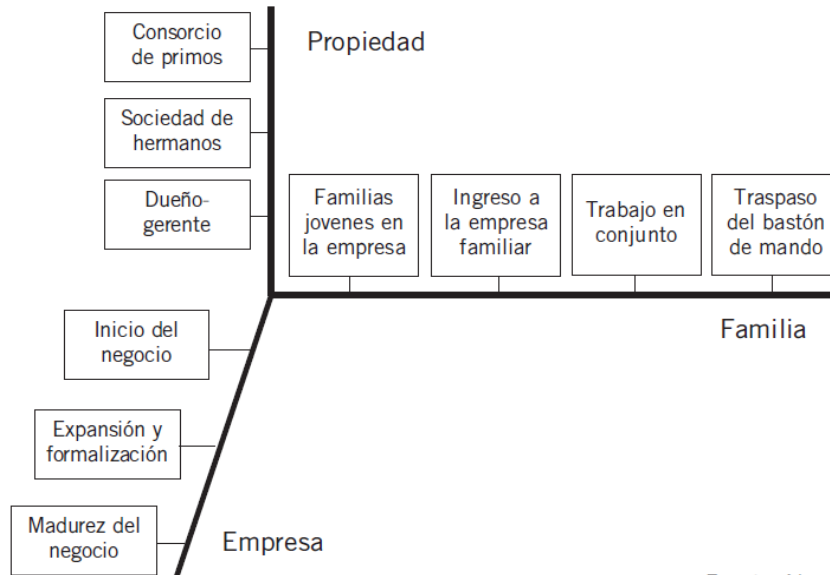 Consorcio
de primos
Propiedad
Sociedad de
hermanos
Dueño-
gerente
Familias
jovenes en
la empresa
Ingreso a
la empresa
familiar
Trabajo en
conjunto
Traspaso
del bastón
de mando
Inicio del
negocio
Familia
Expansión y
formalización
Madurez del
negocio
Empresa